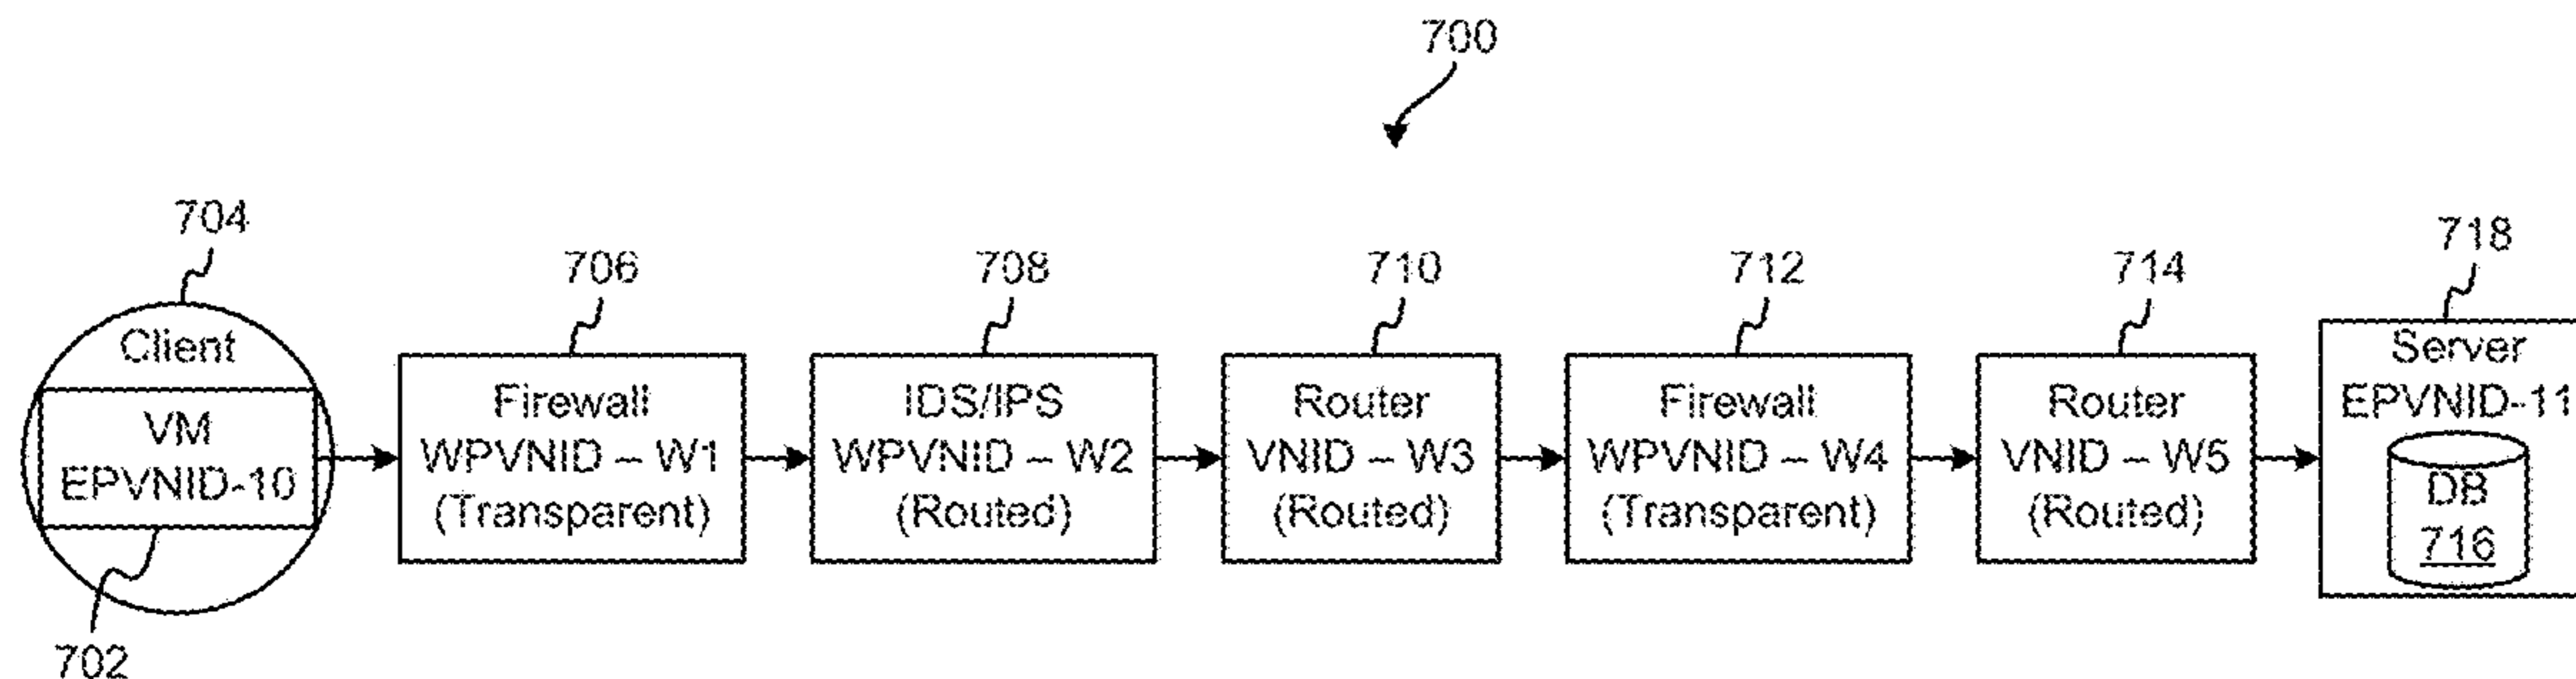 700
704
706
708
710
712
714
718
Client
VM
EPVNID-10
702
Firewall
WPVNID – W1
(Transparent)
IDS/IPS
WPVNID – W2
(Routed)
Router
VNID – W3
(Routed)
Firewall
WPVNID – W4
(Transparent)
Router
VNID – W5
(Routed)
Server
EPVNID-11
DB
716